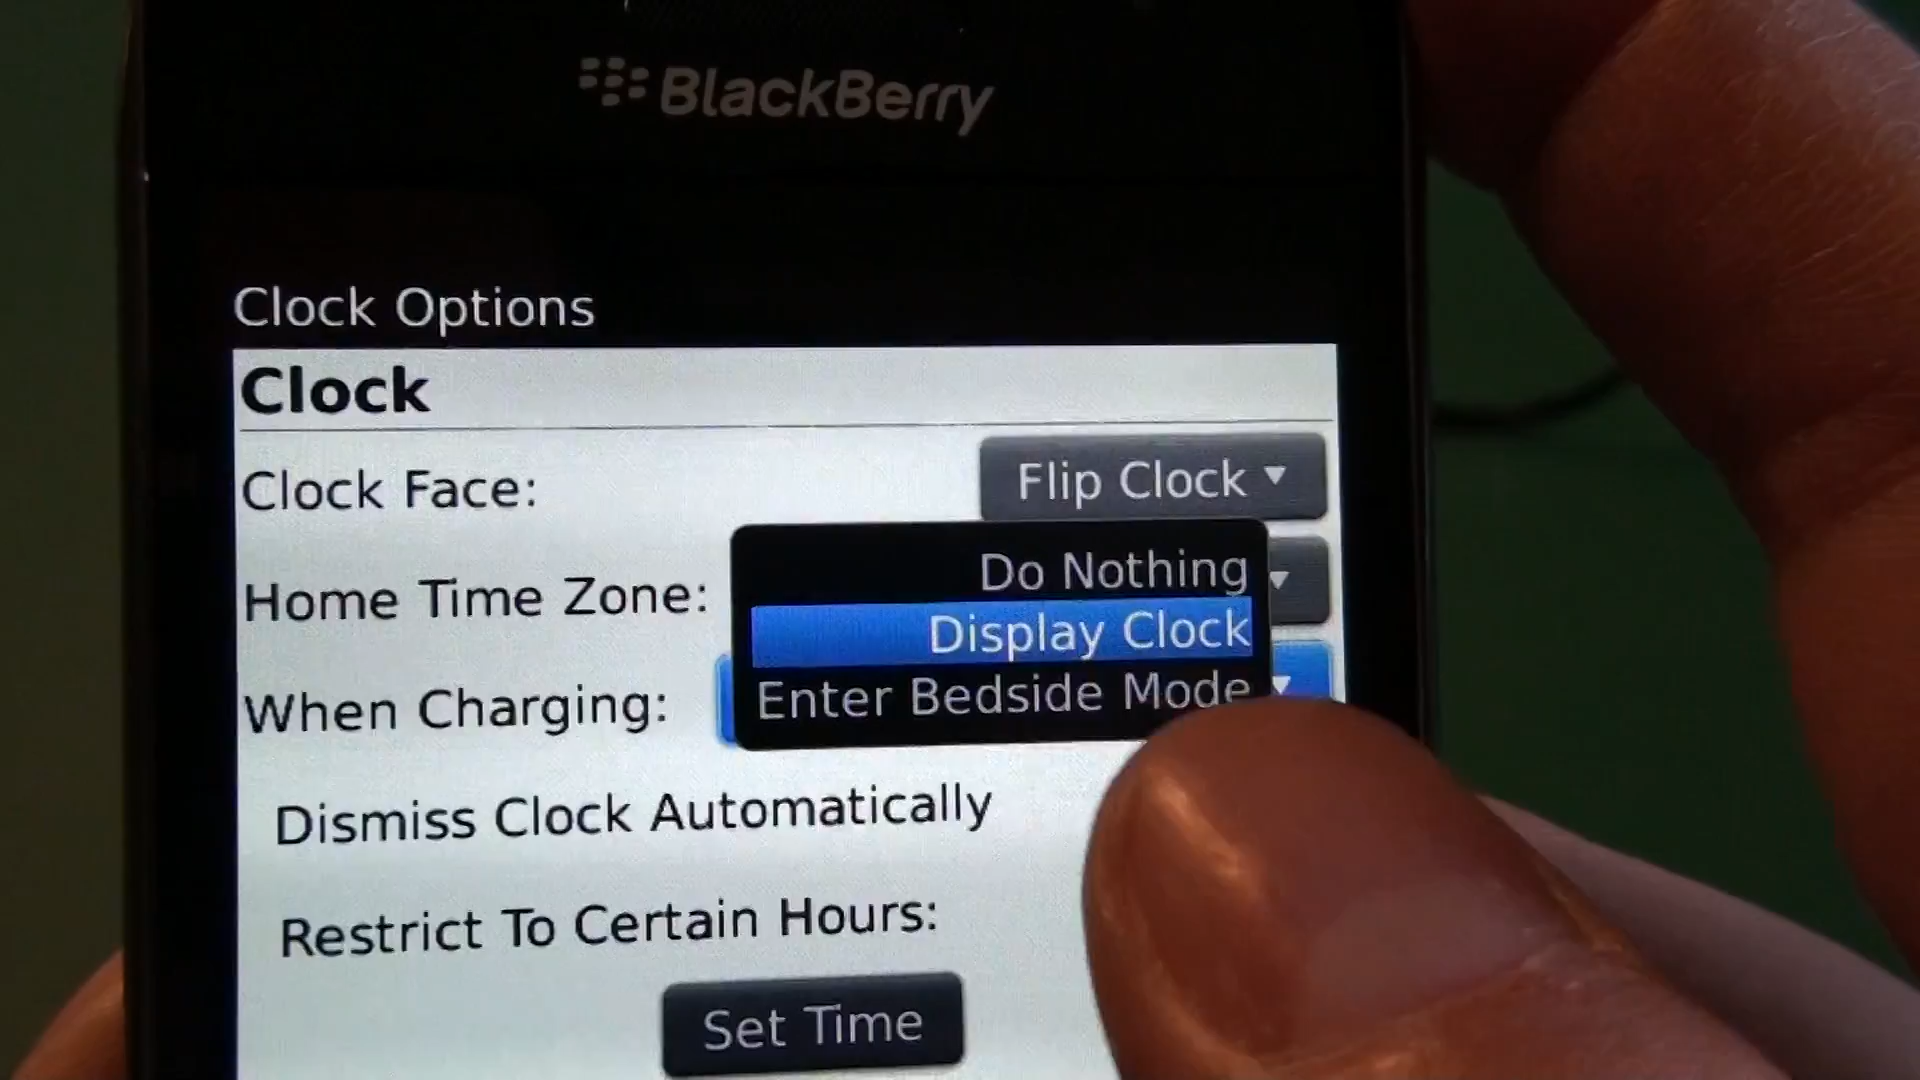 BlackBerry
Clock Options
Clock
Clock Face: Flip Clock
Home Time Zone:
Do Nothing
Display Clock
Enter Bedside Mode
When Charging:
Dismiss Clock Automatically
Restrict To Certain Hours:
Set Time